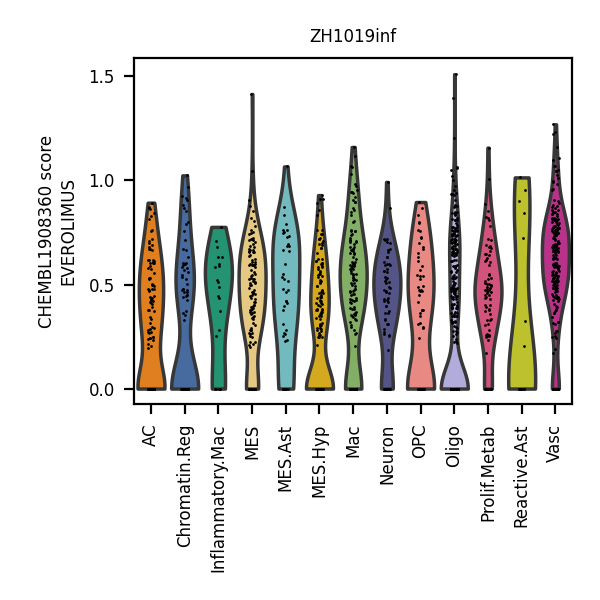 ZH1019inf
CHEMBL1908360 score
EVEROLIMUS
1.5
1.0
0.5
0.0
AC
Chromatin.Reg
Inflammatory.Mac
MES
MES.Ast
MES.Hyp
Mac
Neuron
OPC
Oligo
Prolif.Metab
Reactive.Ast
Vasc